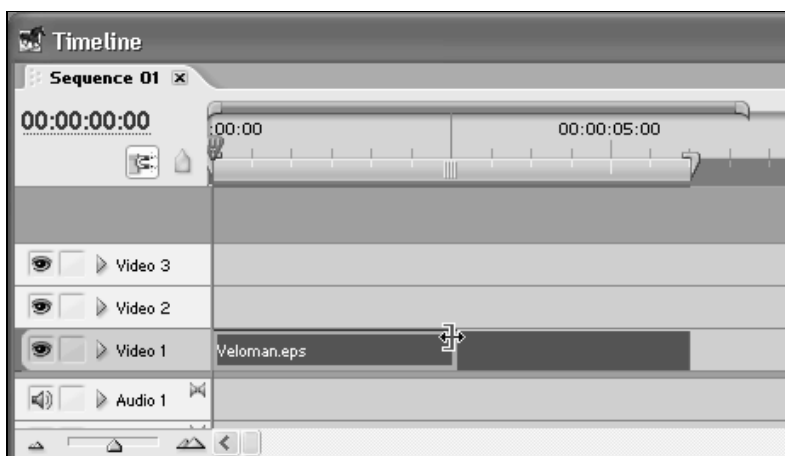 Timeline
Sequence 01
00:00:00:00
:00:00
00:00:05:00
Video 3
Video 2
Video 1
Veloman.eps
Audio 1